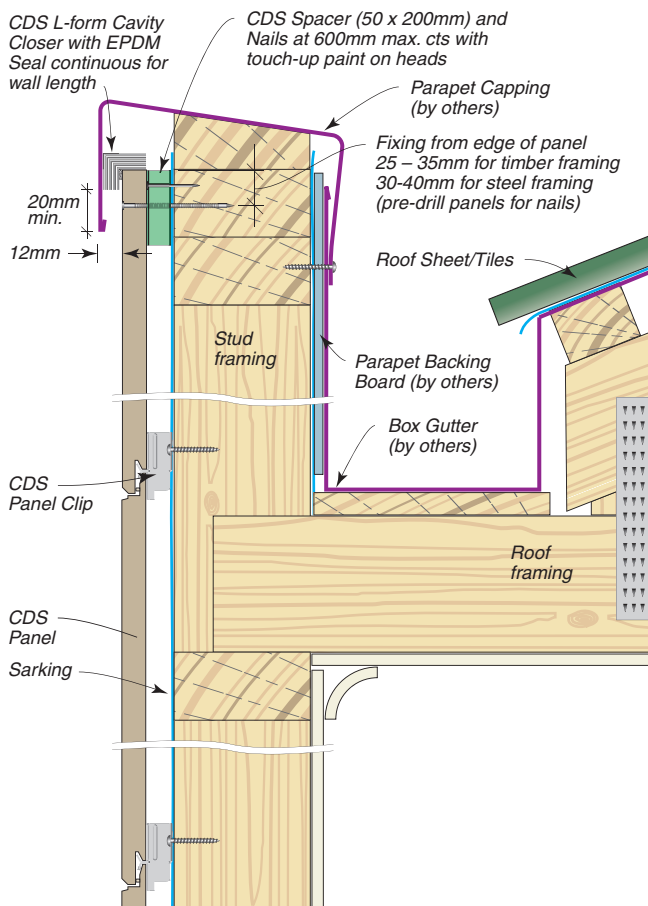 CDS L-form Cavity
Closer with EPDM
Seal continuous for
wall length
CDS Spacer (50 x 200mm) and
Nails at 600mm max. cts with
touch-up paint on heads
Parapet Capping
(by others)
Fixing from edge of panel
25 – 35mm for timber framing
30-40mm for steel framing
(pre-drill panels for nails)
20mm
min.
12mm
Roof Sheet/Tiles
Stud
framing
Parapet Backing
Board (by others)
Box Gutter
(by others)
CDS
Panel Clip
Roof
framing
CDS
Panel
Sarking